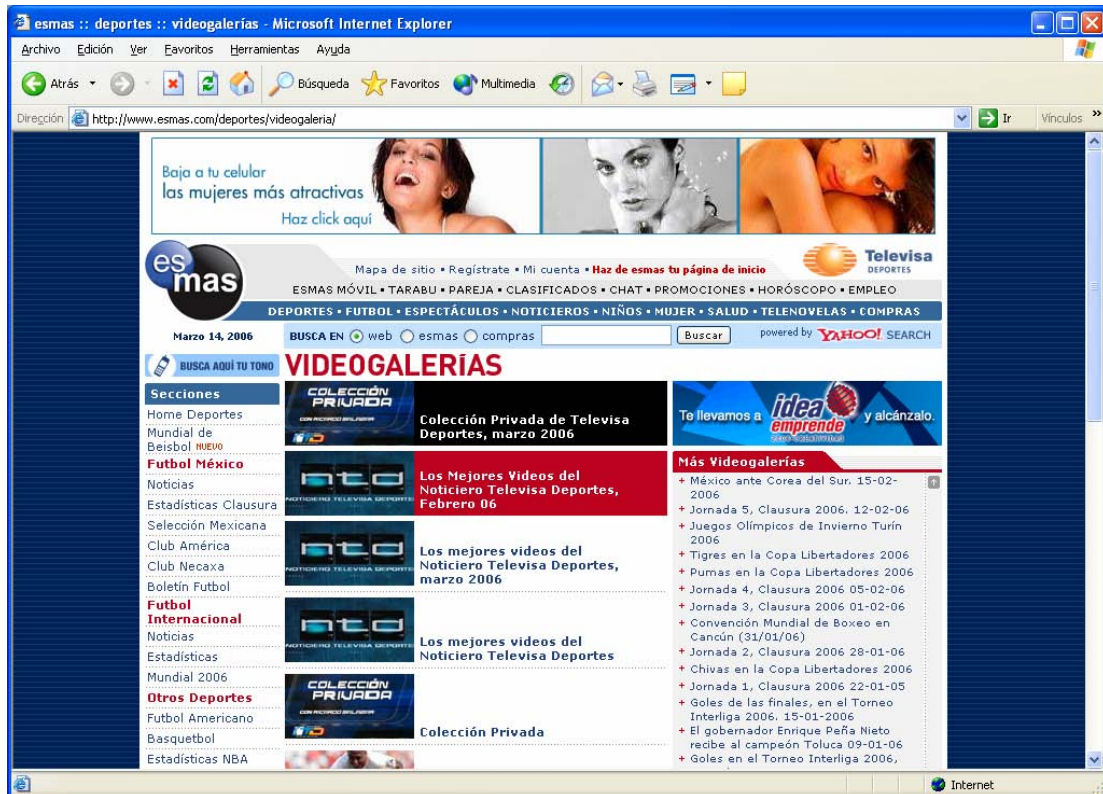 esmas :: deportes :: videogalerías - Microsoft Internet Explorer
Archivo Edición Ver Favoritos Herramientas Ayuda
Atrás Búsqueda Favoritos Multimedia
Dirección http://www.esmas.com/deportes/videogaleria/ Ir Vínculos »
Baja a tu celular
las mujeres más atractivas
Haz click aquí
es
mas
Televisa
DEPORTES
Mapa de sitio • Regístrate • Mi cuenta • Haz de esmas tu página de inicio
ESMAS MÓVIL • TARABU • PAREJA • CLASIFICADOS • CHAT • PROMOCIONES • HORÓSCOPO • EMPLEO
DEPORTES • FUTBOL • ESPECTÁCULOS • NOTICIEROS • NIÑOS • MUJER • SALUD • TELENOVELAS • COMPRAS
Marzo 14, 2006 BUSCA EN web esmas compras Buscar powered by YAHOO! SEARCH
BUSCA AQUÍ TU TONO
Secciones
Home Deportes
Mundial de
Beisbol NUEVO
Futbol México
Noticias
Estadísticas Clausura
Selección Mexicana
Club América
Club Necaxa
Boletín Futbol
Futbol
Internacional
Noticias
Estadísticas
Mundial 2006
Otros Deportes
Futbol Americano
Basquetbol
Estadísticas NBA
VIDEOGALERÍAS
COLECCIÓN
PRIVADA
Colección Privada de Televisa
Deportes, marzo 2006
ntd
NOTICIERO TELEVISA DEPORTES
Los Mejores Videos del
Noticiero Televisa Deportes,
Febrero 06
ntd
NOTICIERO TELEVISA DEPORTES
Los mejores videos del
Noticiero Televisa Deportes,
marzo 2006
ntd
NOTICIERO TELEVISA DEPORTES
Los mejores videos del
Noticiero Televisa Deportes
COLECCIÓN
PRIVADA
Colección Privada
Te llevamos a idea y alcánzalo.
emprende
Más Videogalerías
+ México ante Corea del Sur. 15-02-
2006
+ Jornada 5, Clausura 2006. 12-02-06
+ Juegos Olímpicos de Invierno Turín
2006
+ Tigres en la Copa Libertadores 2006
+ Pumas en la Copa Libertadores 2006
+ Jornada 4, Clausura 2006 05-02-06
+ Jornada 3, Clausura 2006 01-02-06
+ Convención Mundial de Boxeo en
Cancún (31/01/06)
+ Jornada 2, Clausura 2006 28-01-06
+ Chivas en la Copa Libertadores 2006
+ Jornada 1, Clausura 2006 22-01-05
+ Goles de las finales, en el Torneo
Interliga 2006. 15-01-2006
+ El gobernador Enrique Peña Nieto
recibe al campeón Toluca 09-01-06
+ Goles en el Torneo Interliga 2006,
Internet